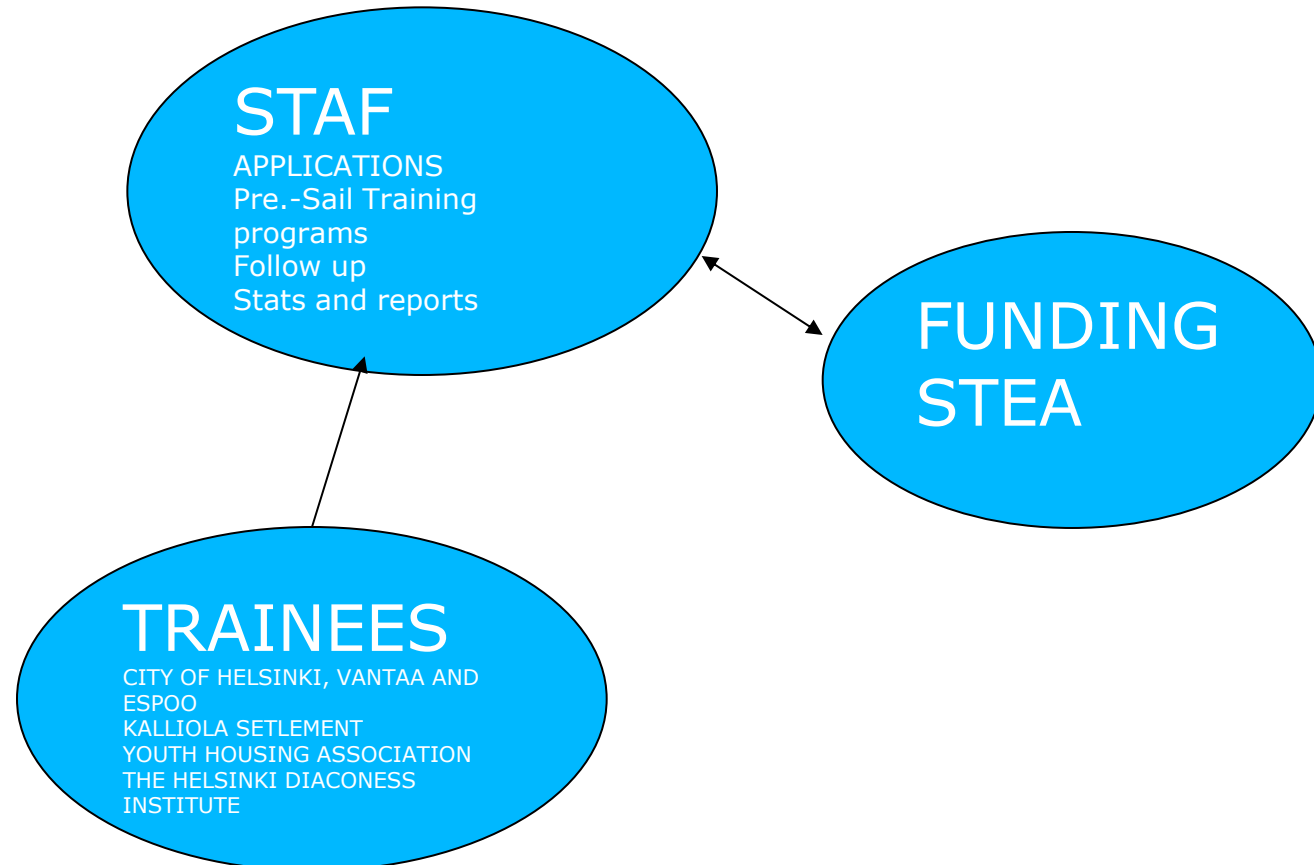 STAF
APPLICATIONS
Pre.-Sail Training
programs
Follow up
Stats and reports
FUNDING
STEA
TRAINEES
CITY OF HELSINKI, VANTAA AND
ESPOO
KALLIOLA SETLEMENT
YOUTH HOUSING ASSOCIATION
THE HELSINKI DIACONESS
INSTITUTE